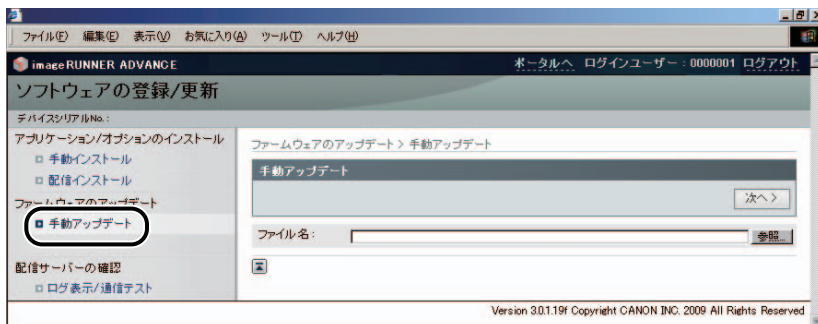 ファイル(F) 編集(E) 表示(V) お気に入り(A) ツール(T) ヘルプ(H)
imageRUNNER ADVANCE
ポータルへ ログインユーザー : 0000001 ログアウト
ソフトウェアの登録/更新
デバイスシリアルNo. :
アプリケーション/オプションのインストール
手動インストール
配信インストール
ファームウェアのアップデート
手動アップデート
配信サーバーの確認
ログ表示/通信テスト
ファームウェアのアップデート > 手動アップデート
手動アップデート
次へ >
ファイル名 :
参照...
Version 3.0.1.19f Copyright CANON INC. 2009 All Rights Reserved